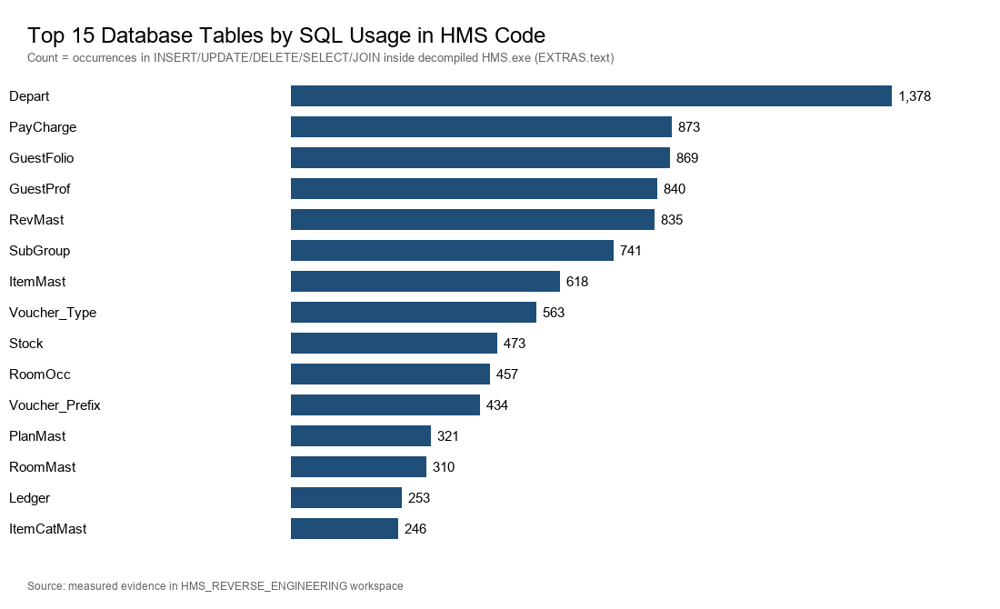 Top 15 Database Tables by SQL Usage in HMS Code
Count = occurrences in INSERT/UPDATE/DELETE/SELECT/JOIN inside decompiled HMS.exe (EXTRAS.text)
Depart 1,378
PayCharge 873
GuestFolio 869
GuestProf 840
RevMast 835
SubGroup 741
ItemMast 618
Voucher_Type 563
Stock 473
RoomOcc 457
Voucher_Prefix 434
PlanMast 321
RoomMast 310
Ledger 253
ItemCatMast 246
Source: measured evidence in HMS_REVERSE_ENGINEERING workspace